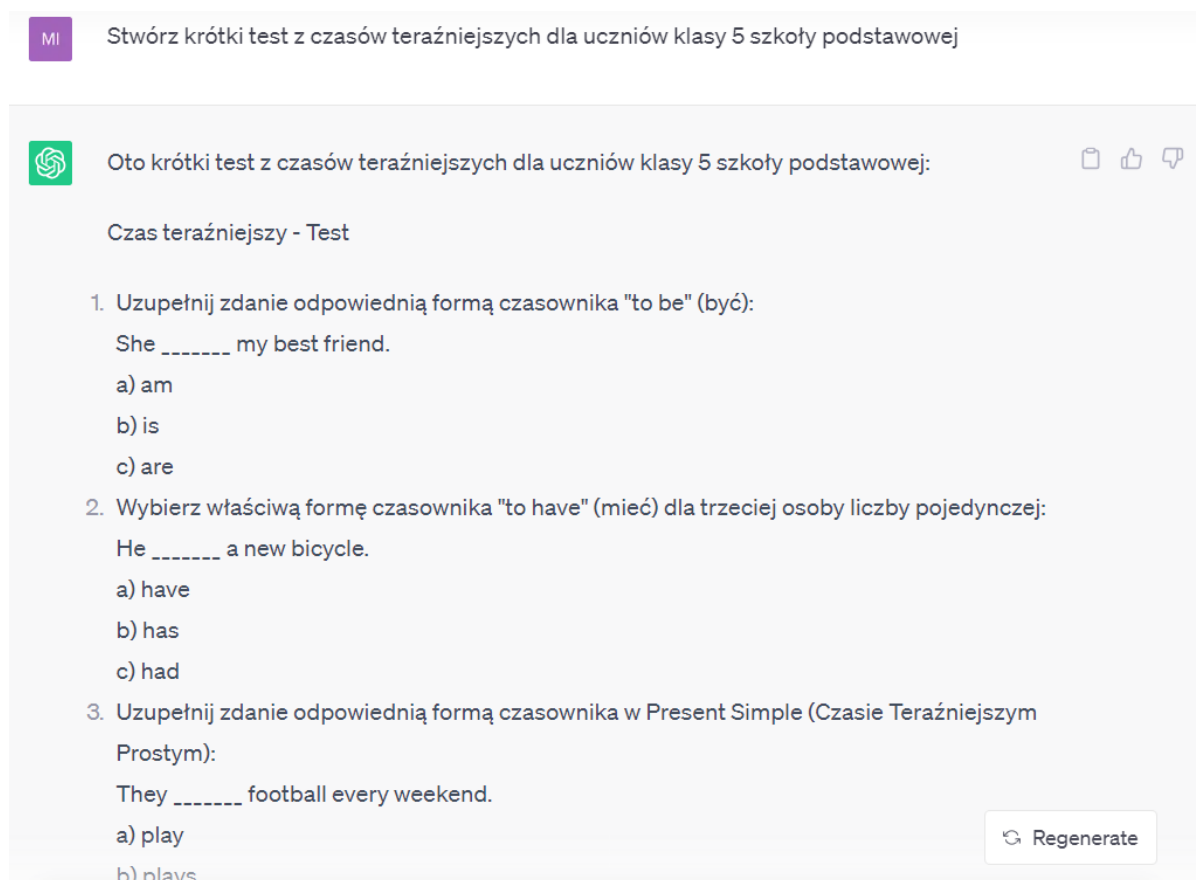 MI
Stwórz krótki test z czasów teraźniejszych dla uczniów klasy 5 szkoły podstawowej
Oto krótki test z czasów teraźniejszych dla uczniów klasy 5 szkoły podstawowej:
Czas teraźniejszy - Test
1. Uzupełnij zdanie odpowiednią formą czasownika "to be" (być):
She _______ my best friend.
a) am
b) is
c) are
2. Wybierz właściwą formę czasownika "to have" (mieć) dla trzeciej osoby liczby pojedynczej:
He _______ a new bicycle.
a) have
b) has
c) had
3. Uzupełnij zdanie odpowiednią formą czasownika w Present Simple (Czasie Teraźniejszym
Prostym):
They _______ football every weekend.
a) play
Regenerate
b) plays